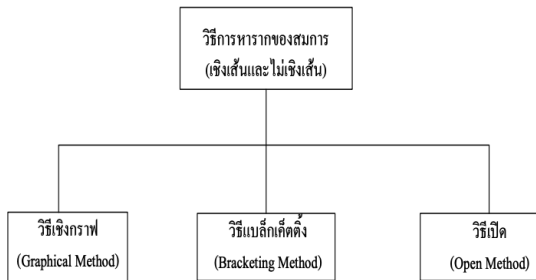 วิธีการหารากของสมการ
(เชิงเส้นและไม่เชิงเส้น)
วิธีเชิงกราฟ
(Graphical Method)
วิธีแบล็กเค็ตติ้ง
(Bracketing Method)
วิธีเปิด
(Open Method)